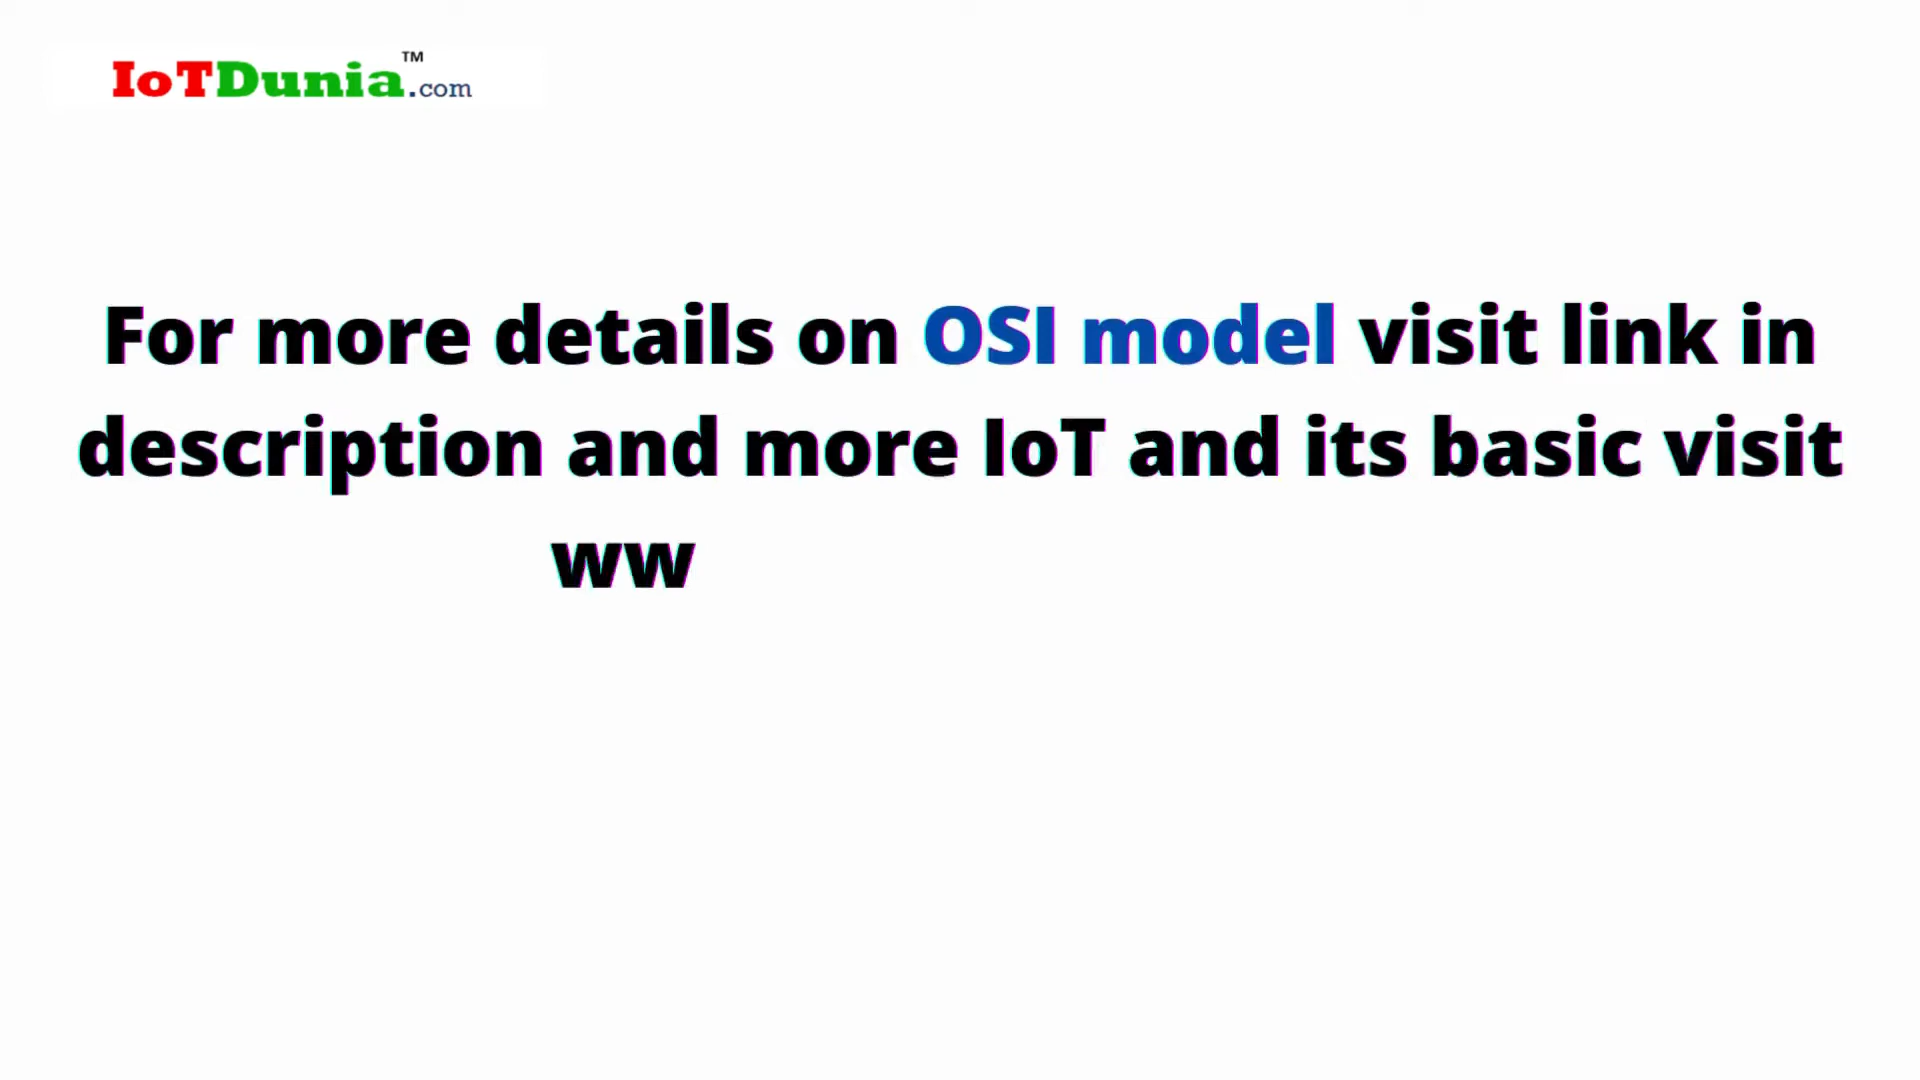 IoTDunia.com™
For more details on OSI model visit link in
description and more IoT and its basic visit
ww